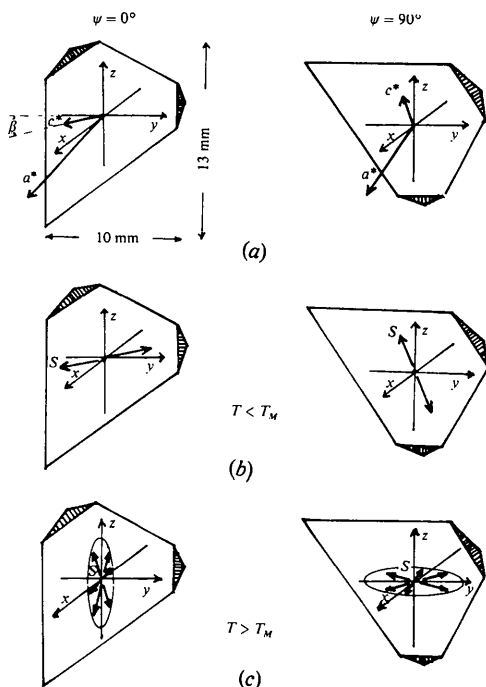 ψ = 0°
ψ = 90°
z
c*
β
x
y
a*
13 mm
10 mm
z
c*
x
y
a*
(a)
z
S
x
y
T < T_M
z
S
x
y
(b)
z
S
x
y
T > T_M
z
S
x
y
(c)